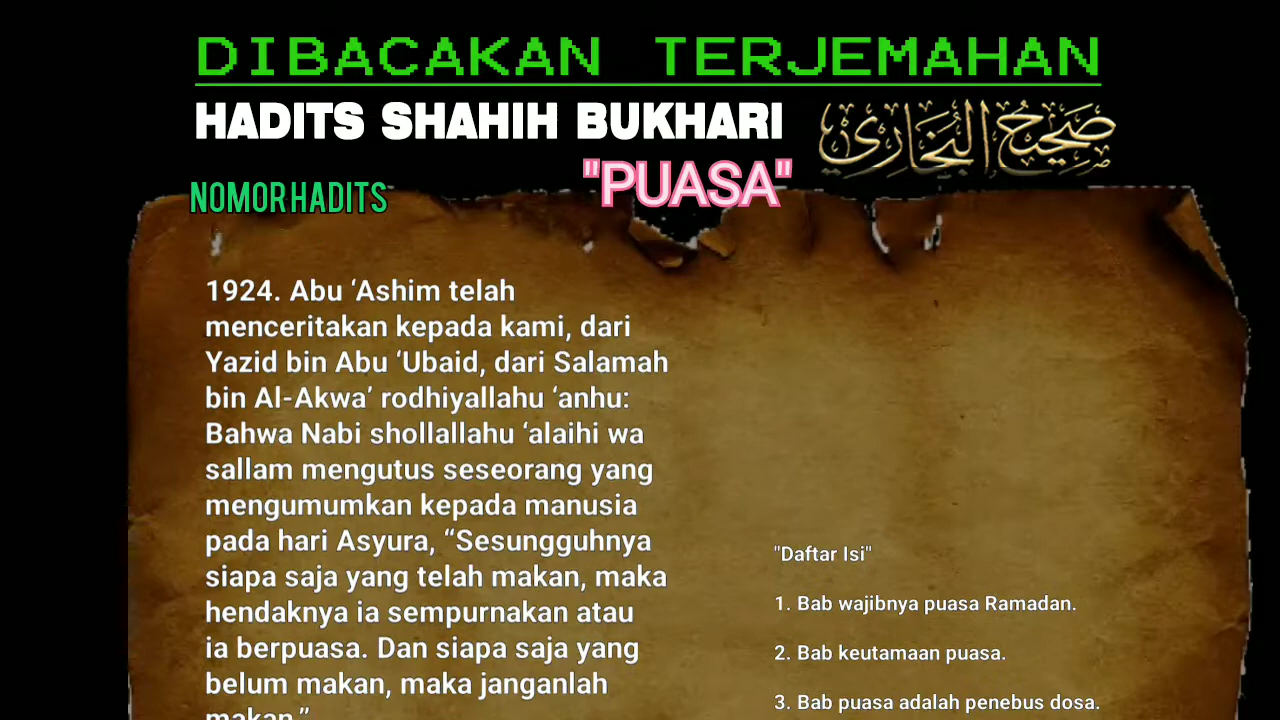 DIBACAKAN TERJEMAHAN
HADITS SHAHIH BUKHARI
صَحِيحُ البُخَارِي
"PUASA"
NOMOR HADITS
1924. Abu ‘Ashim telah
menceritakan kepada kami, dari
Yazid bin Abu ‘Ubaid, dari Salamah
bin Al-Akwa’ rodhiyallahu ‘anhu:
Bahwa Nabi shollallahu ‘alaihi wa
sallam mengutus seseorang yang
mengumumkan kepada manusia
pada hari Asyura, “Sesungguhnya
siapa saja yang telah makan, maka
hendaknya ia sempurnakan atau
ia berpuasa. Dan siapa saja yang
belum makan, maka janganlah
makan.”
"Daftar Isi"
1. Bab wajibnya puasa Ramadan.
2. Bab keutamaan puasa.
3. Bab puasa adalah penebus dosa.